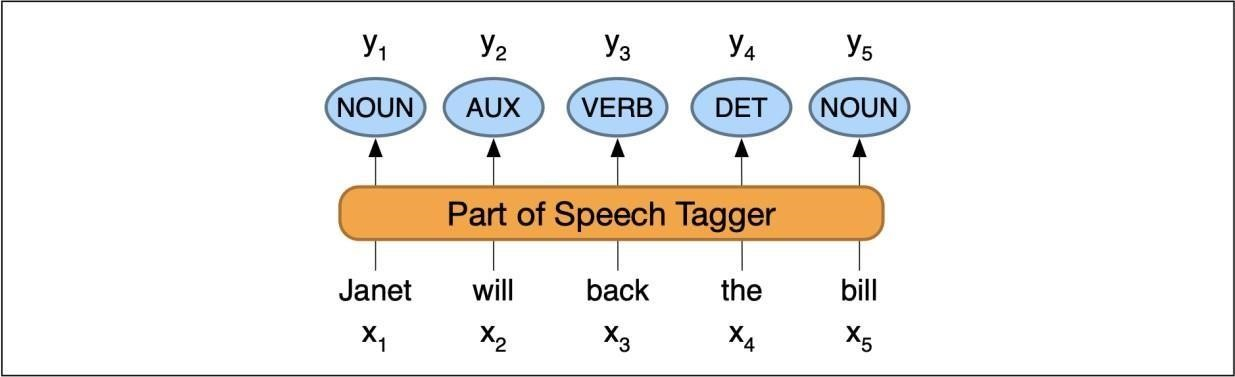 y1 y2 y3 y4 y5
NOUN AUX VERB DET NOUN
Part of Speech Tagger
Janet will back the bill
x1 x2 x3 x4 x5